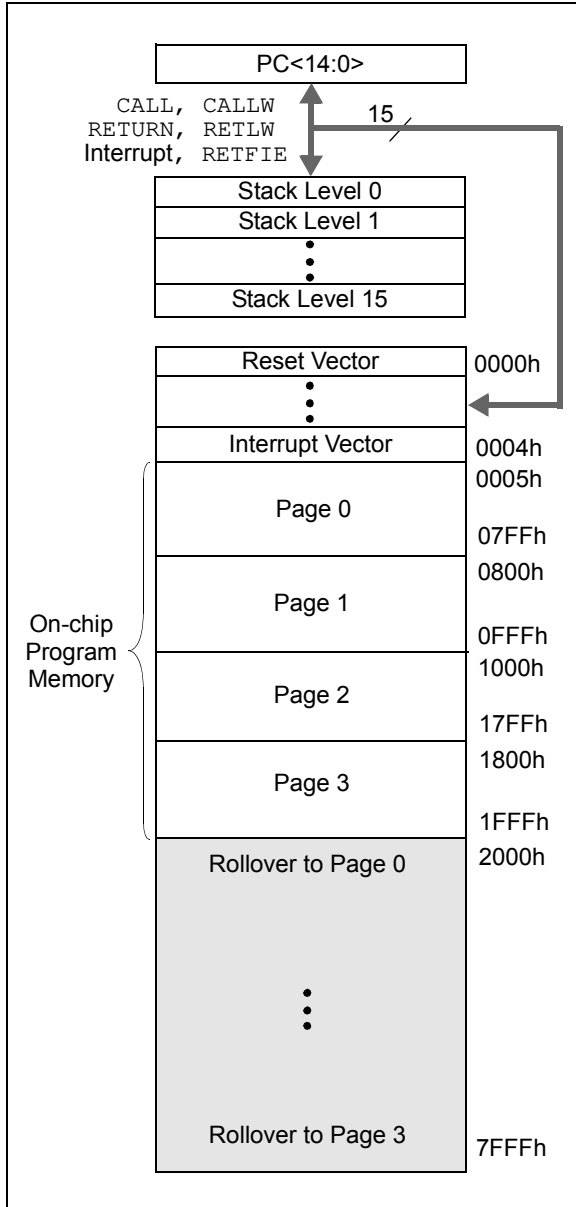 PC<14:0>
CALL, CALLW
RETURN, RETLW
Interrupt, RETFIE
15
Stack Level 0
Stack Level 1
Stack Level 15
Reset Vector
0000h
Interrupt Vector
0004h
0005h
Page 0
07FFh
0800h
Page 1
0FFFh
On-chip
Program
Memory
1000h
Page 2
17FFh
1800h
Page 3
1FFFh
Rollover to Page 0
2000h
Rollover to Page 3
7FFFh